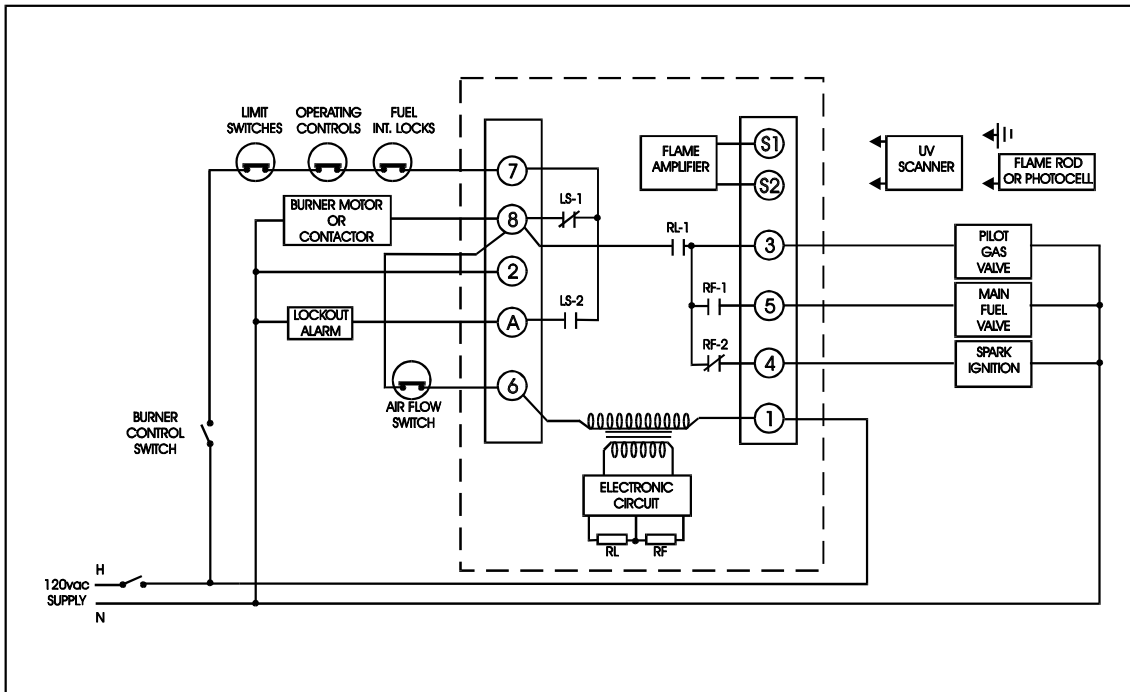 LIMIT
SWITCHES
OPERATING
CONTROLS
FUEL
INT. LOCKS
7
BURNER MOTOR
OR
CONTACTOR
8
LS-1
2
LOCKOUT
ALARM
A
LS-2
AIR FLOW
SWITCH
6
BURNER
CONTROL
SWITCH
H
120vac
SUPPLY
N
FLAME
AMPLIFIER
S1
S2
UV
SCANNER
FLAME ROD
OR PHOTOCELL
RL-1
3
PILOT
GAS
VALVE
RF-1
5
MAIN
FUEL
VALVE
RF-2
4
SPARK
IGNITION
1
ELECTRONIC
CIRCUIT
RL
RF